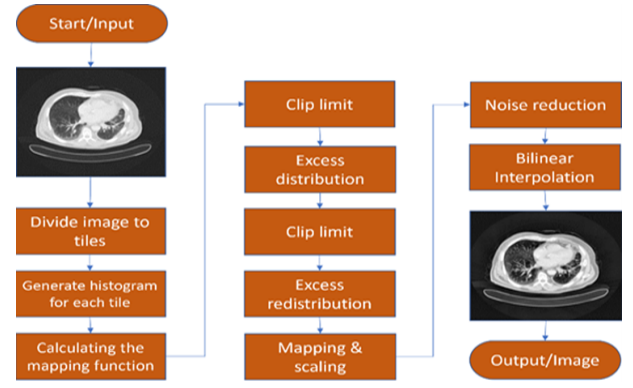 Start/Input
Divide image to
tiles
Generate histogram
for each tile
Calculating the
mapping function
Clip limit
Excess
distribution
Clip limit
Excess
redistribution
Mapping &
scaling
Noise reduction
Bilinear
Interpolation
Output/Image